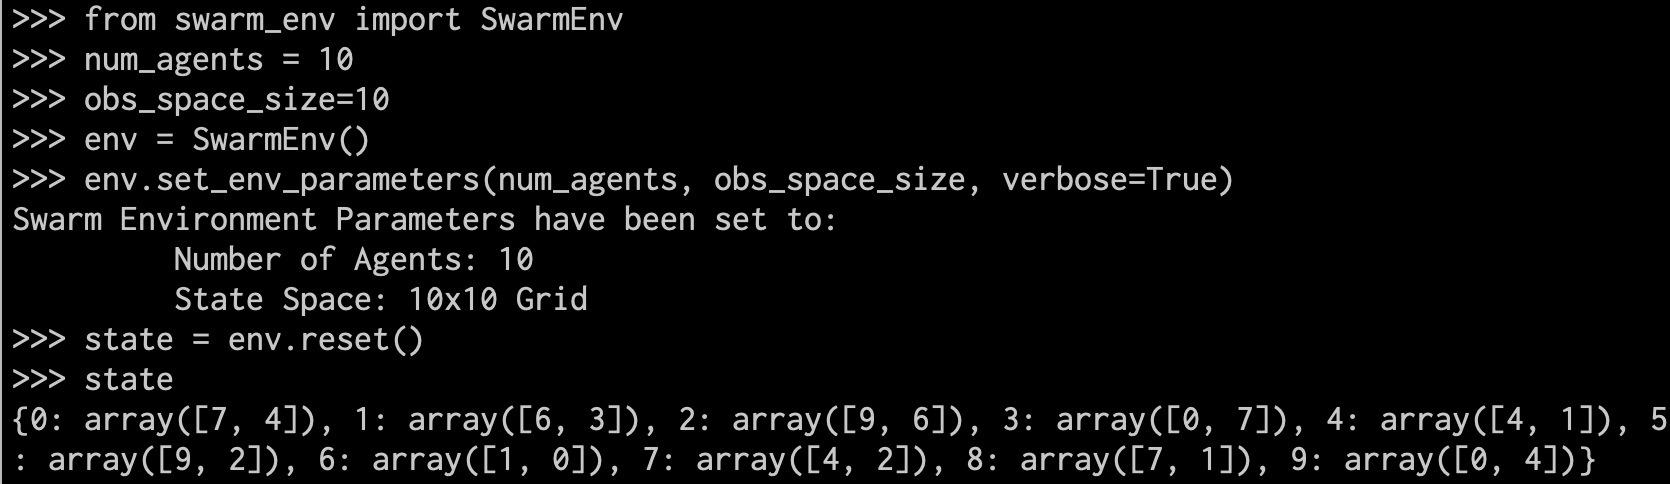 >>> from swarm_env import SwarmEnv
>>> num_agents = 10
>>> obs_space_size=10
>>> env = SwarmEnv()
>>> env.set_env_parameters(num_agents, obs_space_size, verbose=True)
Swarm Environment Parameters have been set to:
         Number of Agents: 10
         State Space: 10x10 Grid
>>> state = env.reset()
>>> state
{0: array([7, 4]), 1: array([6, 3]), 2: array([9, 6]), 3: array([0, 7]), 4: array([4, 1]), 5
: array([9, 2]), 6: array([1, 0]), 7: array([4, 2]), 8: array([7, 1]), 9: array([0, 4])}